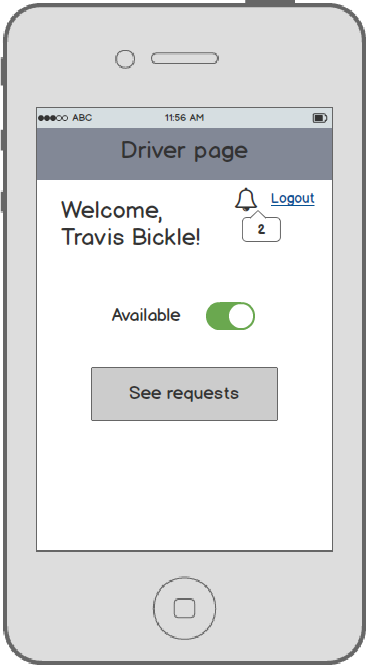 ABC 11:56 AM
Driver page
Welcome,
Travis Bickle!
Logout
2
Available
See requests